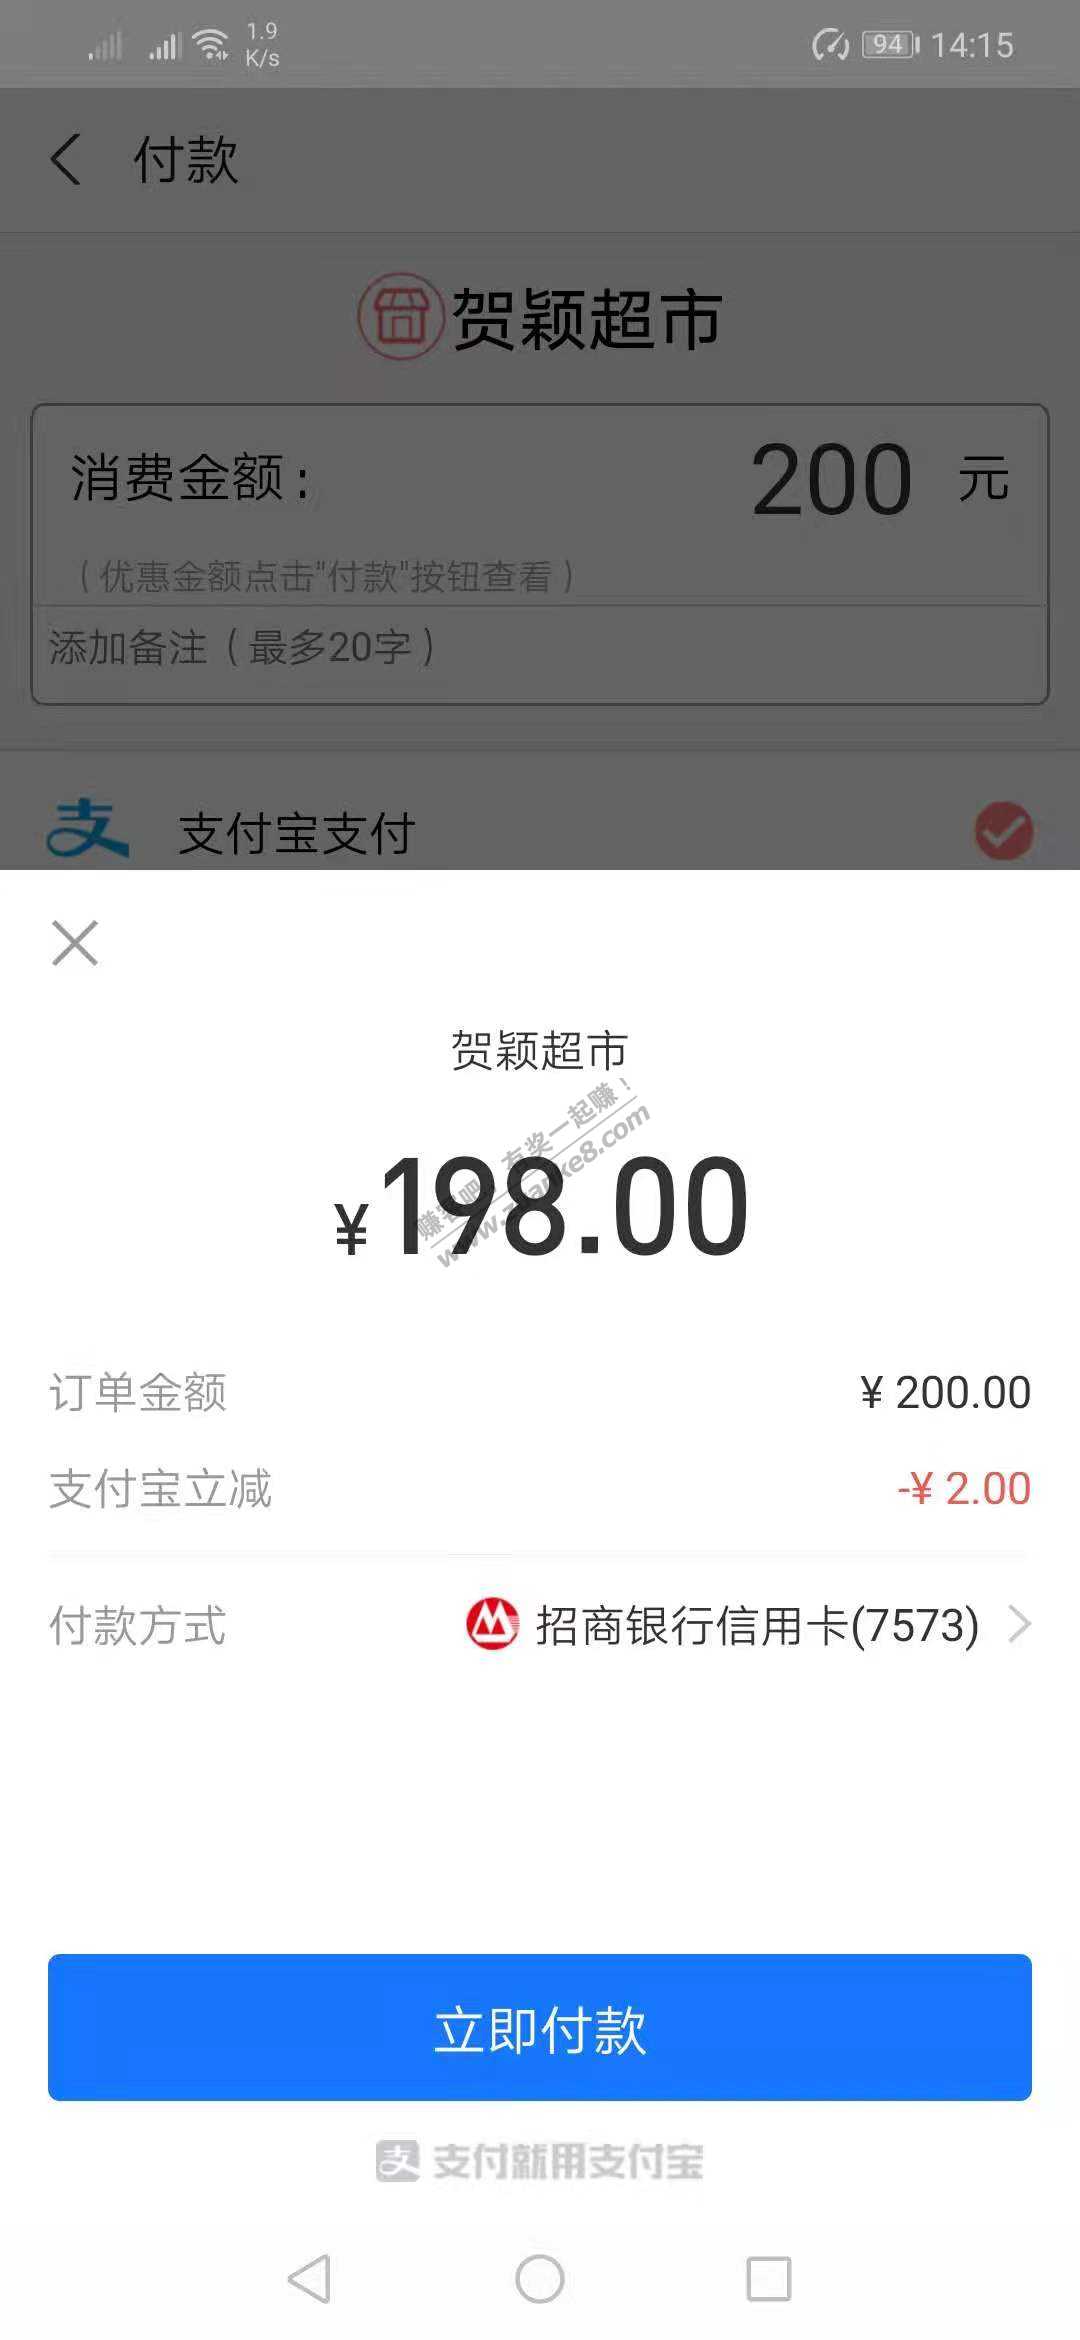 1.9
K/s
94
14:15
付款
贺颖超市
消费金额：
200 元
（优惠金额点击"付款"按钮查看）
添加备注（最多20字）
支付宝支付
贺颖超市
¥198.00
赚客吧，有奖一起赚！
www.zuanke8.com
订单金额
¥ 200.00
支付宝立减
-¥ 2.00
付款方式
招商银行信用卡(7573)
立即付款
支 支付就用支付宝